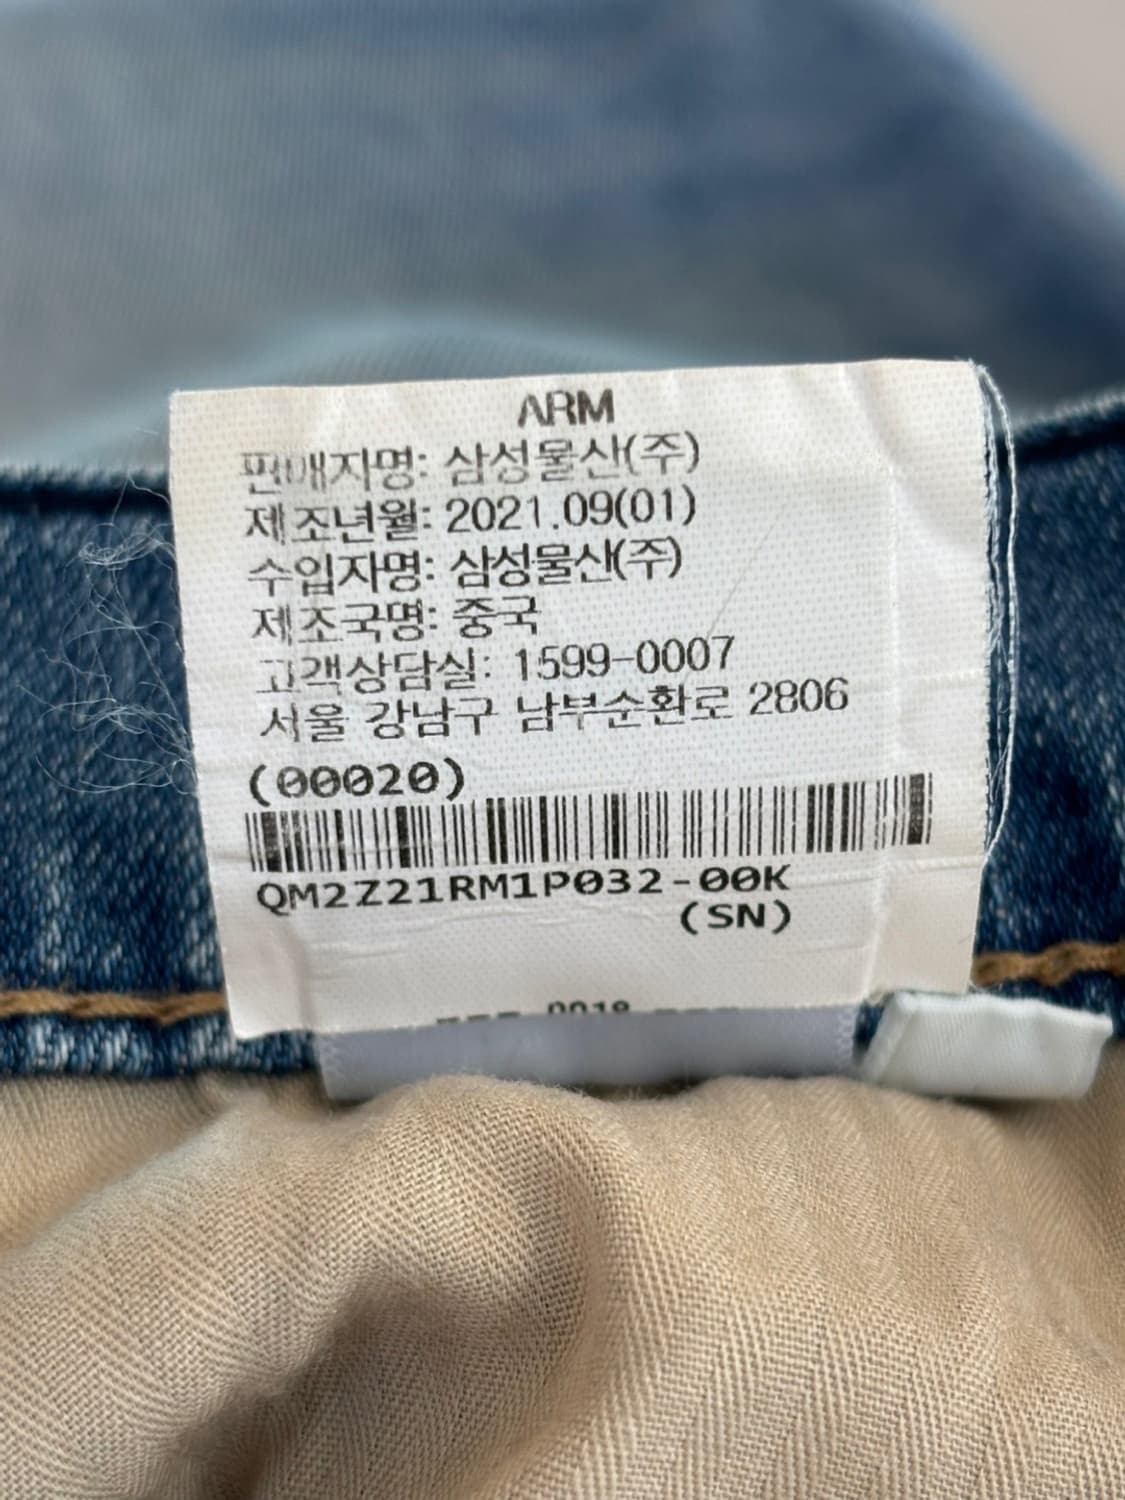 ARM
판매자명: 삼성물산(주)
제조년월: 2021.09(01)
수입자명: 삼성물산(주)
제조국명: 중국
고객상담실: 1599-0007
서울 강남구 남부순환로 2806
(00020)
QM2Z21RM1P032-00K
(SN)